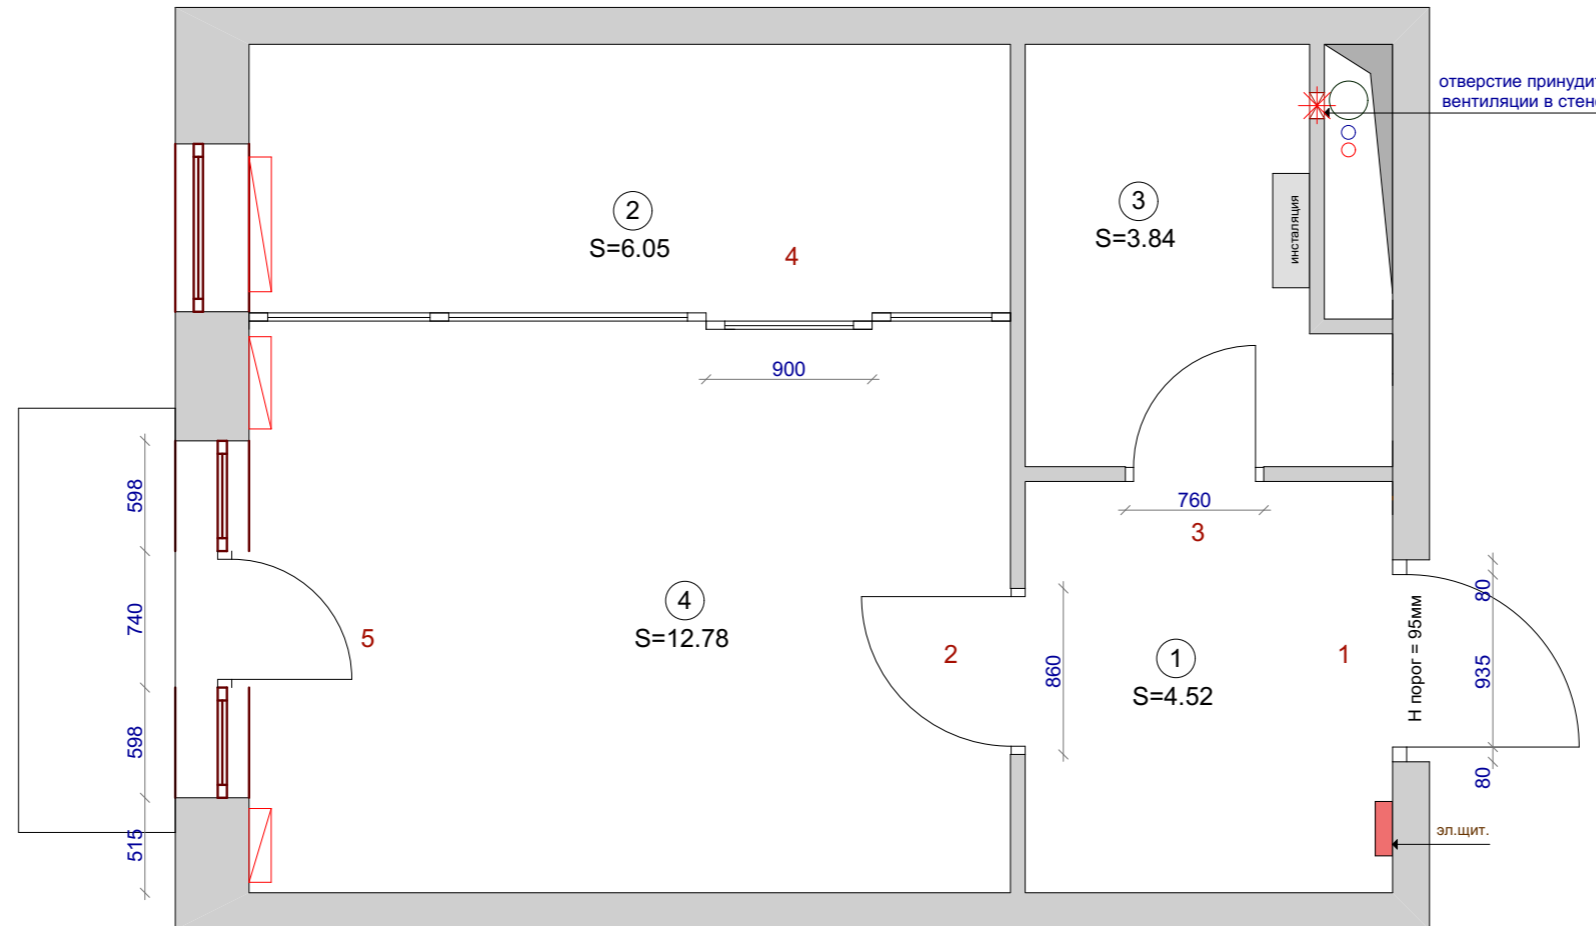 отверстие принудит
вентиляции в стен
2
S=6.05
4
3
S=3.84
инсталяция
900
598
740
598
515
5
4
S=12.78
2
860
760
3
1
S=4.52
1
Н порог = 95мм
80
935
80
эл.щит.